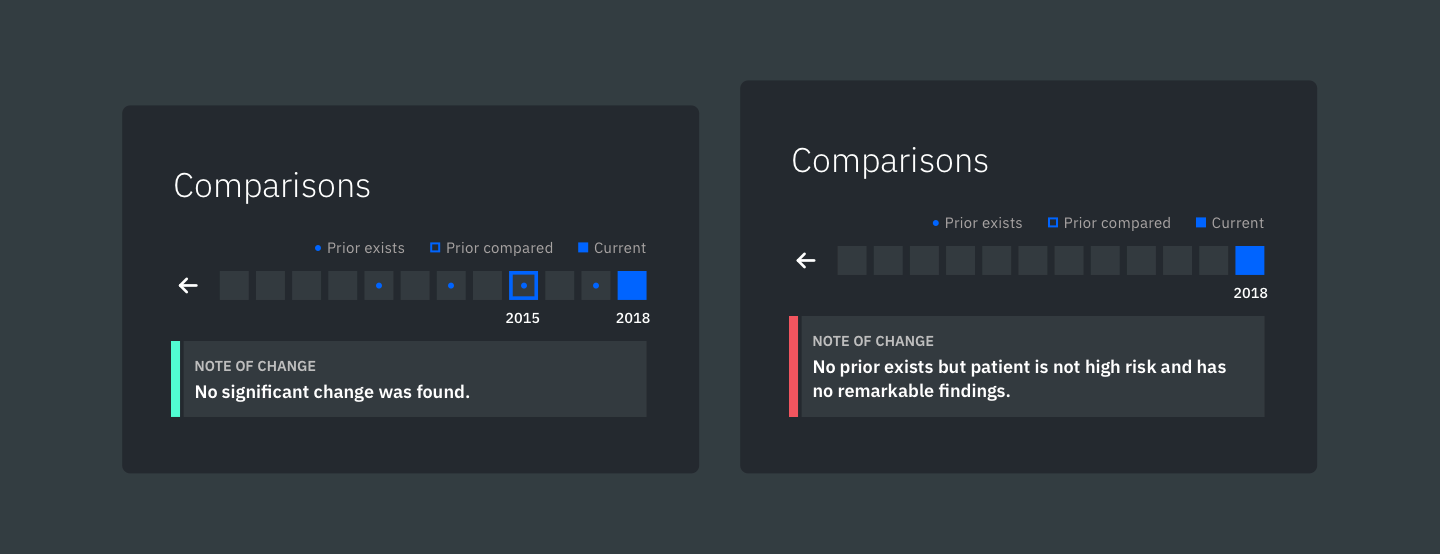 Comparisons
Prior exists Prior compared Current
2015 2018
NOTE OF CHANGE
No significant change was found.
Comparisons
Prior exists Prior compared Current
2018
NOTE OF CHANGE
No prior exists but patient is not high risk and has
no remarkable findings.